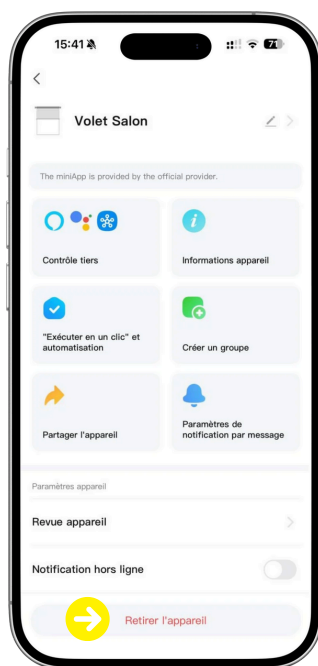 15:41
71
Volet Salon
The miniApp is provided by the official provider.
Contrôle tiers
Informations appareil
"Exécuter en un clic" et
automatisation
Créer un groupe
Partager l'appareil
Paramètres de
notification par message
Paramètres appareil
Revue appareil
Notification hors ligne
Retirer l'appareil